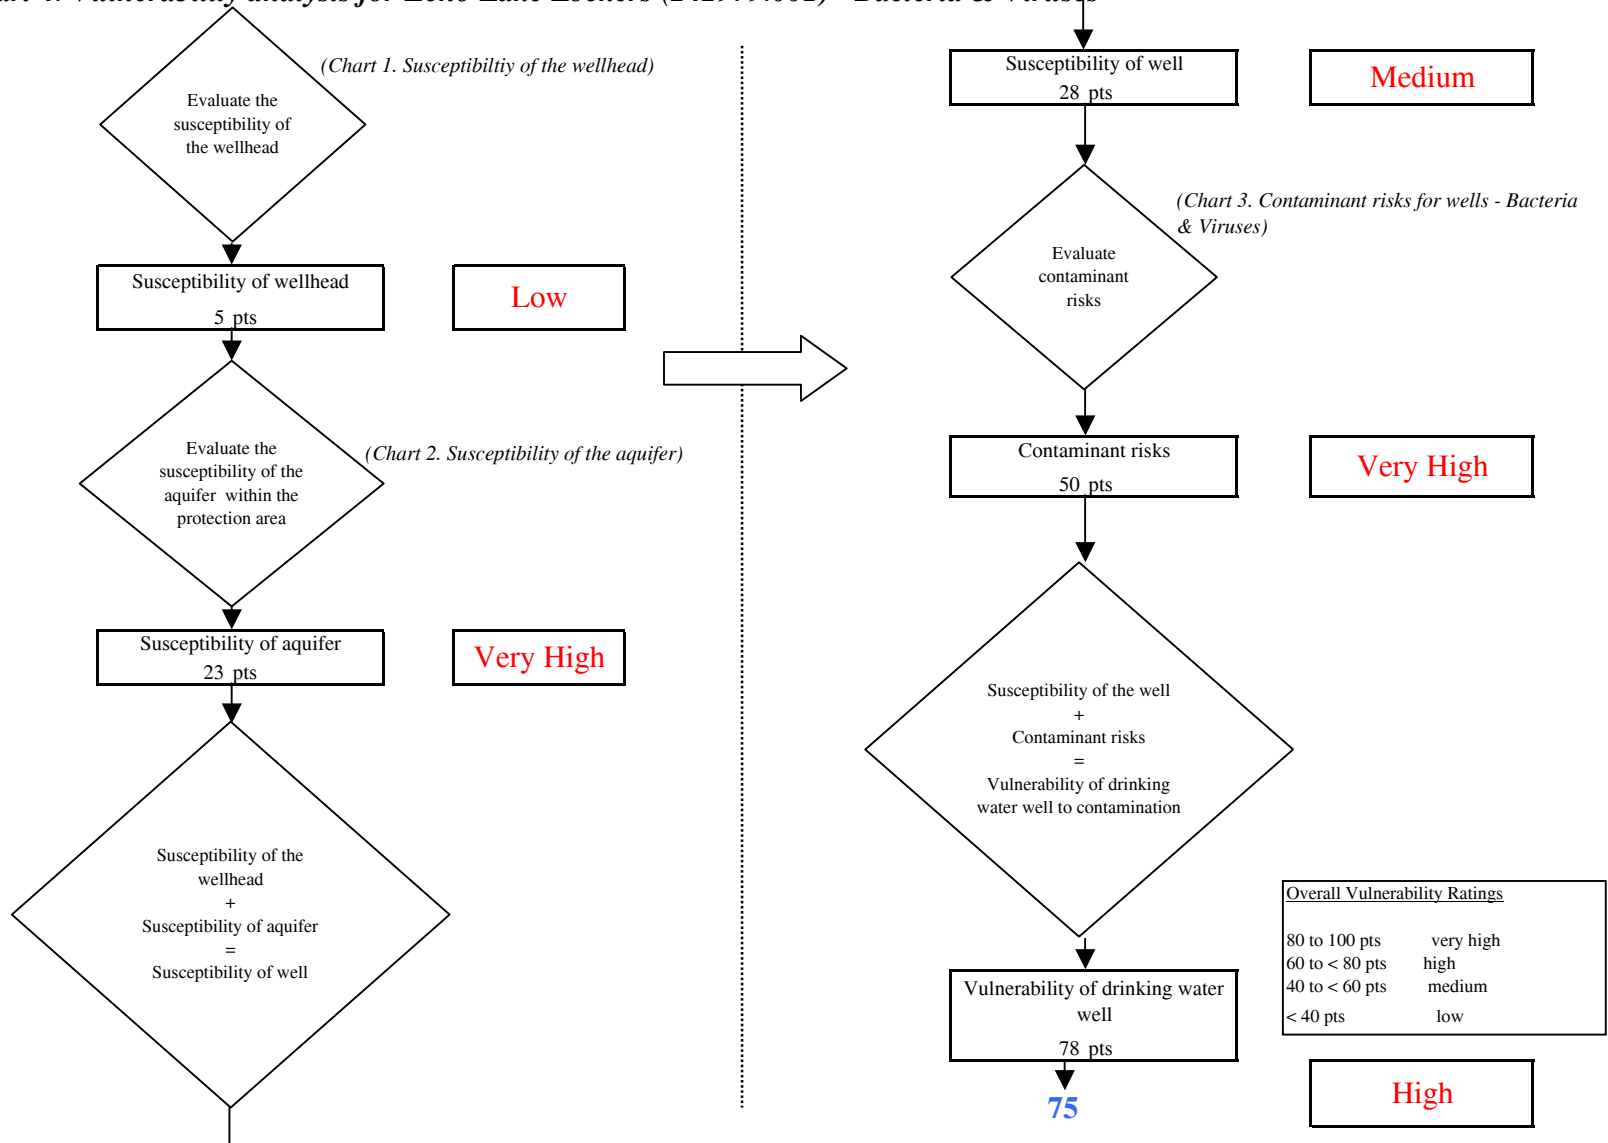 (Chart 1. Susceptibiltiy of the wellhead)
Evaluate the
susceptibility of
the wellhead
Susceptibility of wellhead
5 pts
Low
Evaluate the
susceptibility of the
aquifer within the
protection area
(Chart 2. Susceptibility of the aquifer)
Susceptibility of aquifer
23 pts
Very High
Susceptibility of the
wellhead
+
Susceptibility of aquifer
=
Susceptibility of well
Susceptibility of well
28 pts
Medium
(Chart 3. Contaminant risks for wells - Bacteria
& Viruses)
Evaluate
contaminant
risks
Contaminant risks
50 pts
Very High
Susceptibility of the well
+
Contaminant risks
=
Vulnerability of drinking
water well to contamination
Overall Vulnerability Ratings
80 to 100 pts very high
60 to < 80 pts high
40 to < 60 pts medium
< 40 pts low
Vulnerability of drinking water
well
78 pts
75
High